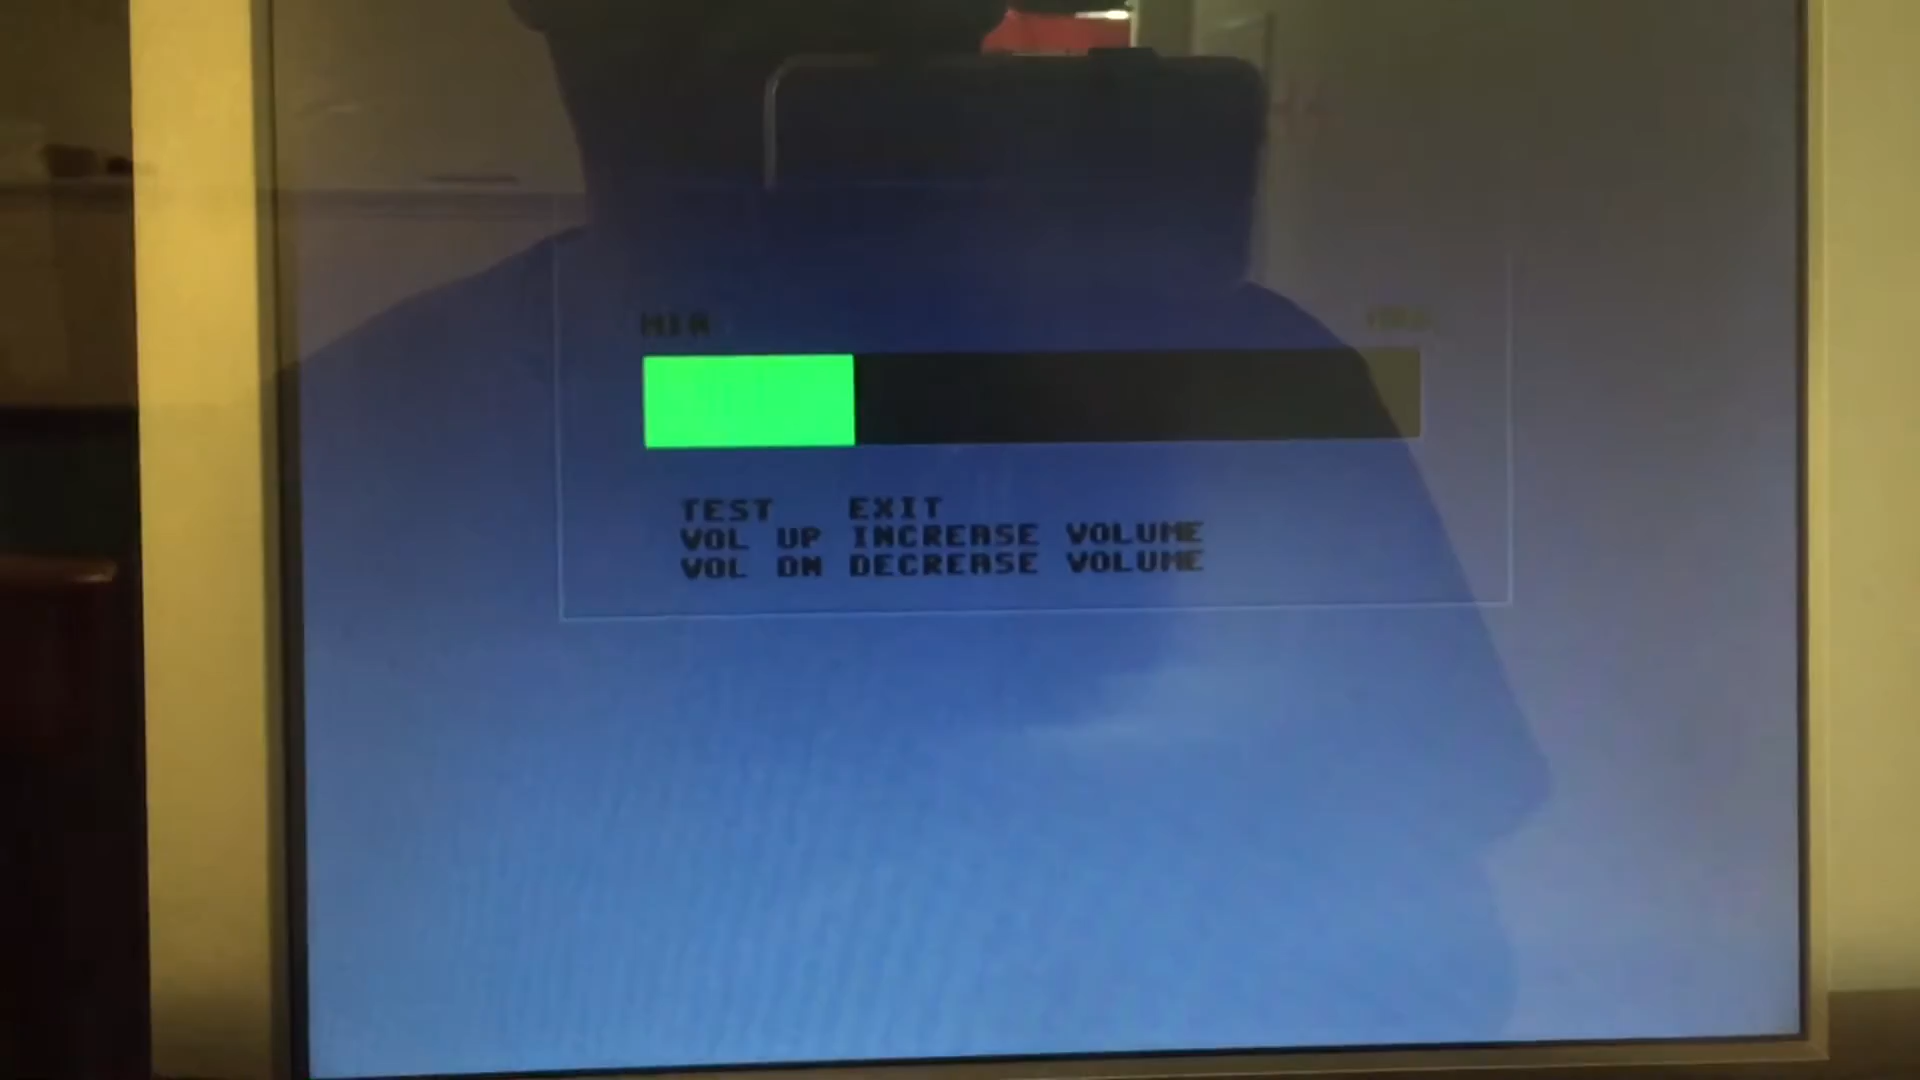 MIN
TEST EXIT
VOL UP INCREASE VOLUME
VOL DN DECREASE VOLUME